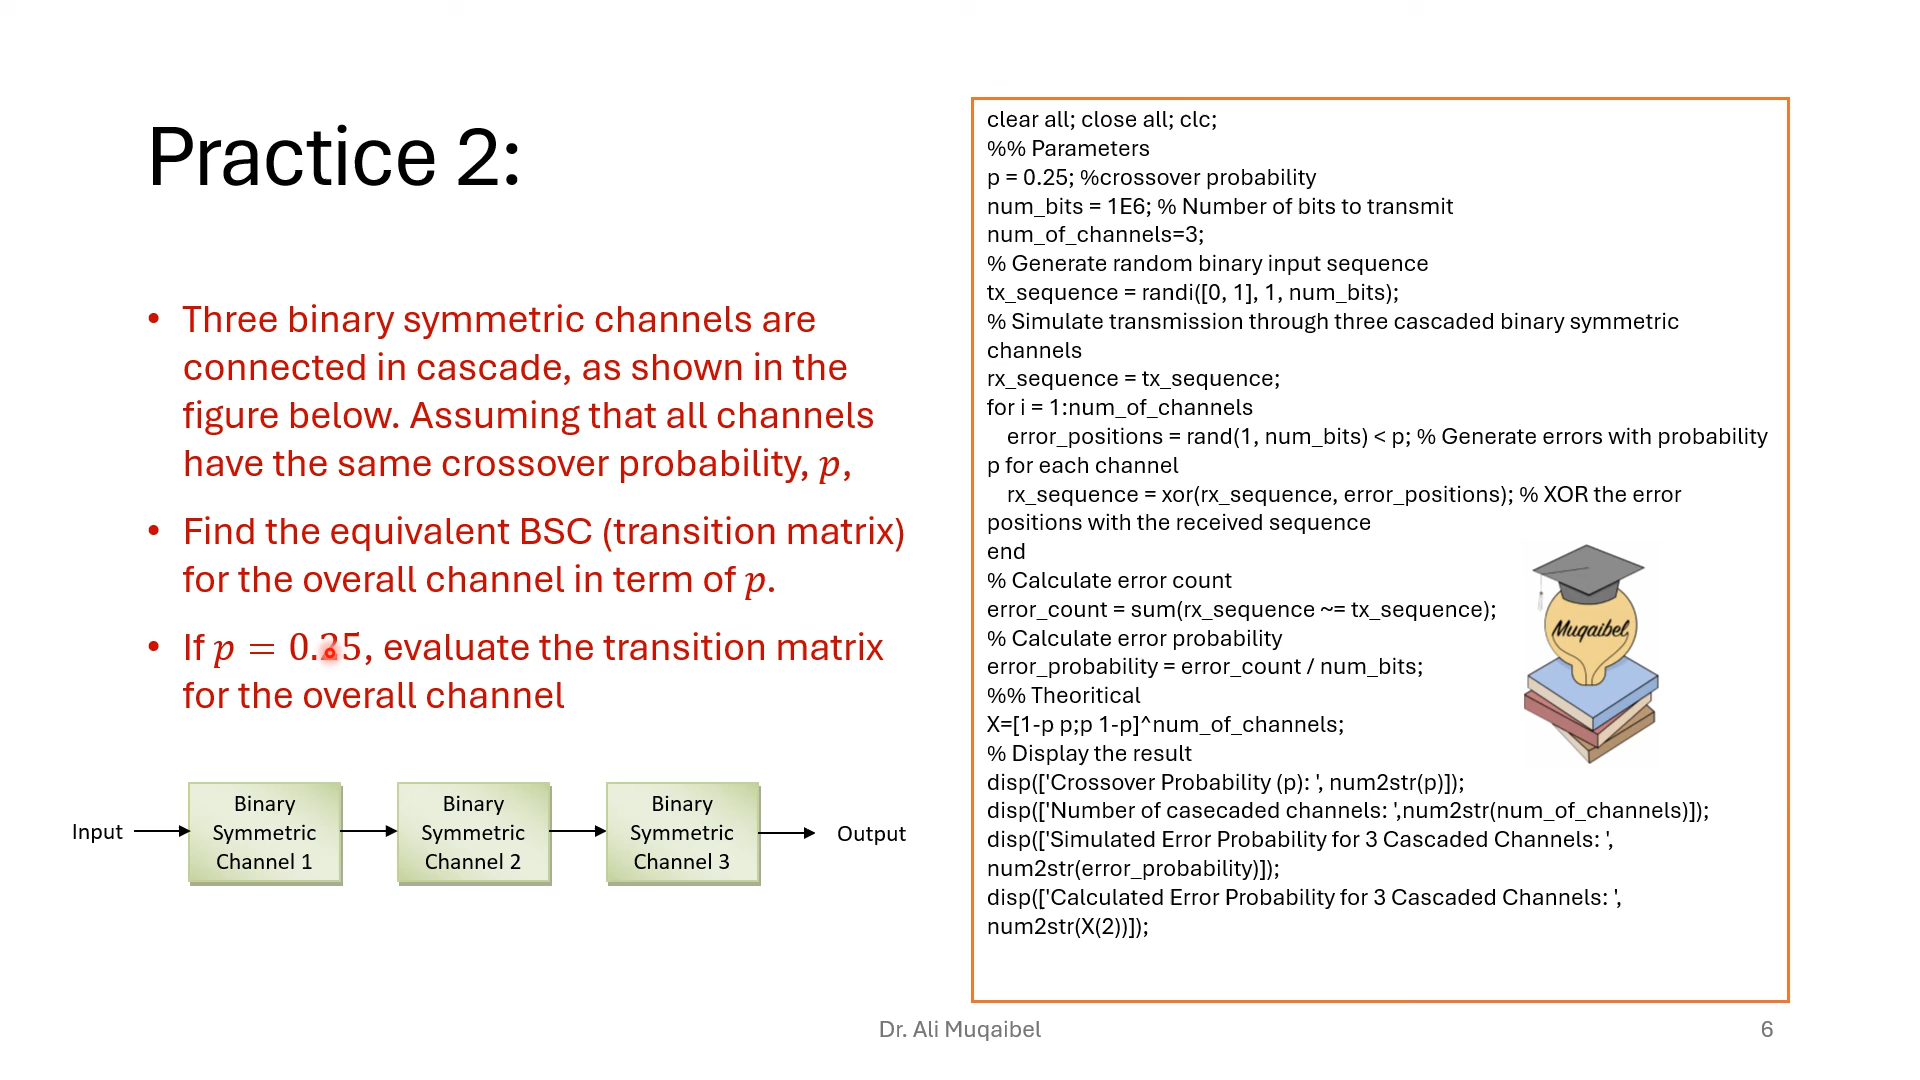 Practice 2:
• Three binary symmetric channels are
connected in cascade, as shown in the
figure below. Assuming that all channels
have the same crossover probability, p,
• Find the equivalent BSC (transition matrix)
for the overall channel in term of p.
• If p = 0.25, evaluate the transition matrix
for the overall channel
Input
Binary
Symmetric
Channel 1
Binary
Symmetric
Channel 2
Binary
Symmetric
Channel 3
Output
clear all; close all; clc;
%% Parameters
p = 0.25; %crossover probability
num_bits = 1E6; % Number of bits to transmit
num_of_channels=3;
% Generate random binary input sequence
tx_sequence = randi([0, 1], 1, num_bits);
% Simulate transmission through three cascaded binary symmetric
channels
rx_sequence = tx_sequence;
for i = 1:num_of_channels
error_positions = rand(1, num_bits) < p; % Generate errors with probability
p for each channel
rx_sequence = xor(rx_sequence, error_positions); % XOR the error
positions with the received sequence
end
% Calculate error count
error_count = sum(rx_sequence ~= tx_sequence);
% Calculate error probability
error_probability = error_count / num_bits;
%% Theoritical
X=[1-p p;p 1-p]^num_of_channels;
% Display the result
disp(['Crossover Probability (p): ', num2str(p)]);
disp(['Number of casecaded channels: ',num2str(num_of_channels)]);
disp(['Simulated Error Probability for 3 Cascaded Channels: ',
num2str(error_probability)]);
disp(['Calculated Error Probability for 3 Cascaded Channels: ',
num2str(X(2))]);
Muqaibel
Dr. Ali Muqaibel
6